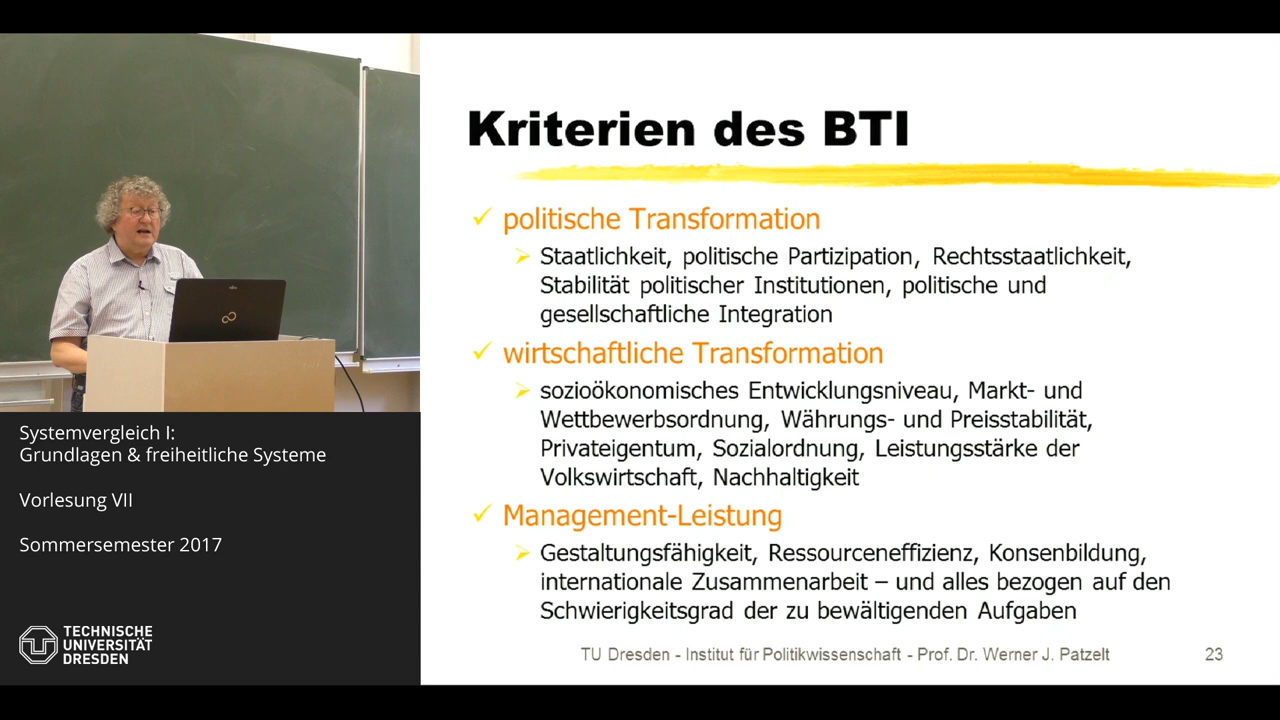 Kriterien des BTI
politische Transformation
Staatlichkeit, politische Partizipation, Rechtsstaatlichkeit,
Stabilität politischer Institutionen, politische und
gesellschaftliche Integration
wirtschaftliche Transformation
sozioökonomisches Entwicklungsniveau, Markt- und
Wettbewerbsordnung, Währungs- und Preisstabilität,
Privateigentum, Sozialordnung, Leistungsstärke der
Volkswirtschaft, Nachhaltigkeit
Management-Leistung
Gestaltungsfähigkeit, Ressourceneffizienz, Konsenbildung,
internationale Zusammenarbeit – und alles bezogen auf den
Schwierigkeitsgrad der zu bewältigenden Aufgaben
TU Dresden - Institut für Politikwissenschaft - Prof. Dr. Werner J. Patzelt
23
Systemvergleich I:
Grundlagen & freiheitliche Systeme
Vorlesung VII
Sommersemester 2017
TECHNISCHE
UNIVERSITÄT
DRESDEN